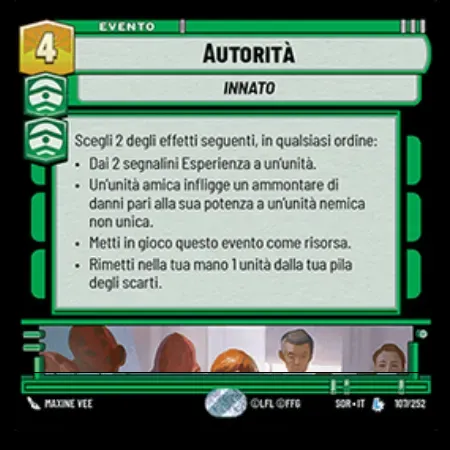 EVENTO
4
AUTORITÀ
INNATO
Scegli 2 degli effetti seguenti, in qualsiasi ordine:
• Dai 2 segnalini Esperienza a un'unità.
• Un'unità amica infligge un ammontare di
danni pari alla sua potenza a un'unità nemica
non unica.
• Metti in gioco questo evento come risorsa.
• Rimetti nella tua mano 1 unità dalla tua pila
degli scarti.
MAXINE VEE
©LFL ©FFG
SOR • IT
107/252